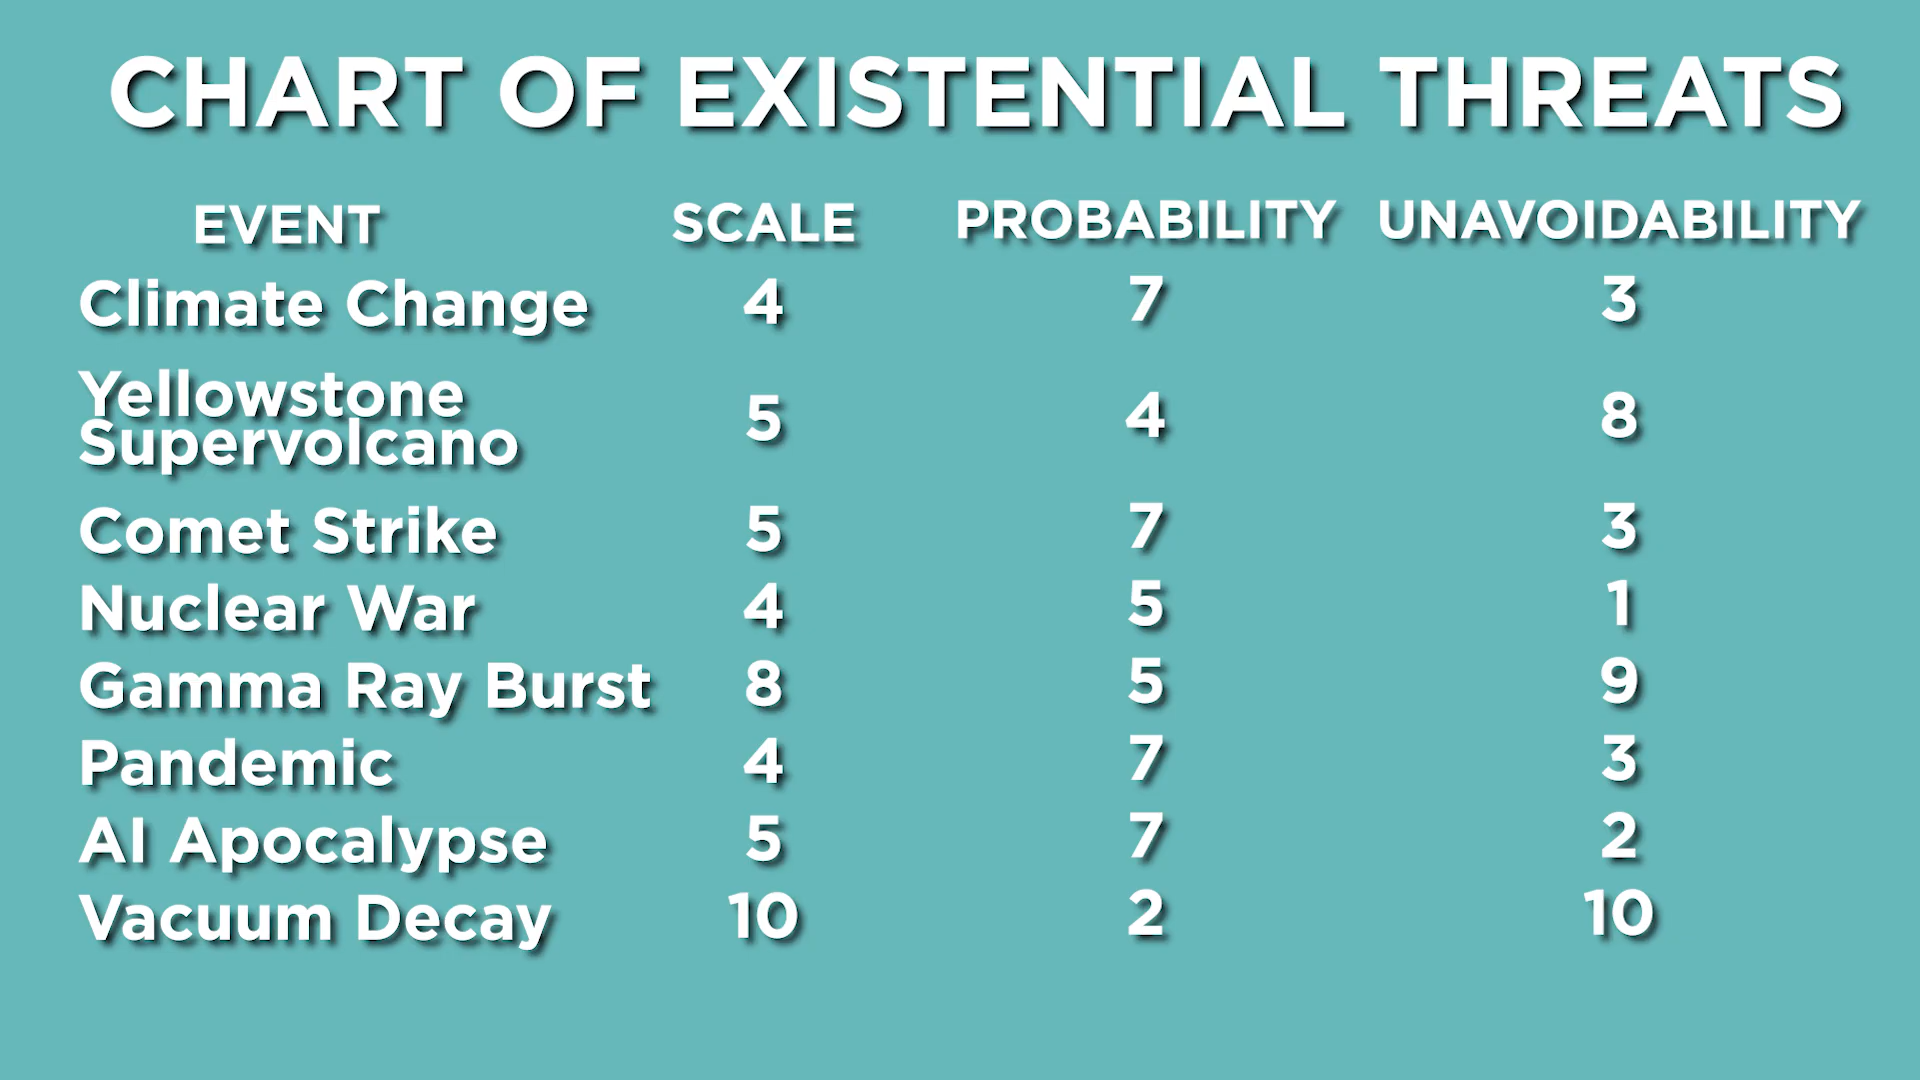 CHART OF EXISTENTIAL THREATS
EVENT SCALE PROBABILITY UNAVOIDABILITY
Climate Change 4 7 3
Yellowstone
Supervolcano 5 4 8
Comet Strike 5 7 3
Nuclear War 4 5 1
Gamma Ray Burst 8 5 9
Pandemic 4 7 3
AI Apocalypse 5 7 2
Vacuum Decay 10 2 10